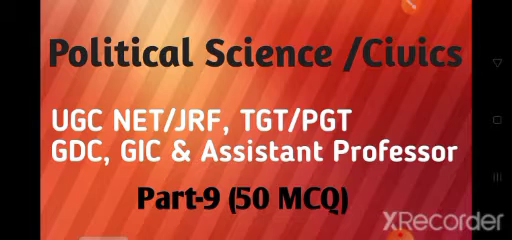 Political Science /Civics
UGC NET/JRF, TGT/PGT
GDC, GIC & Assistant Professor
Part-9 (50 MCQ)
XRecorder